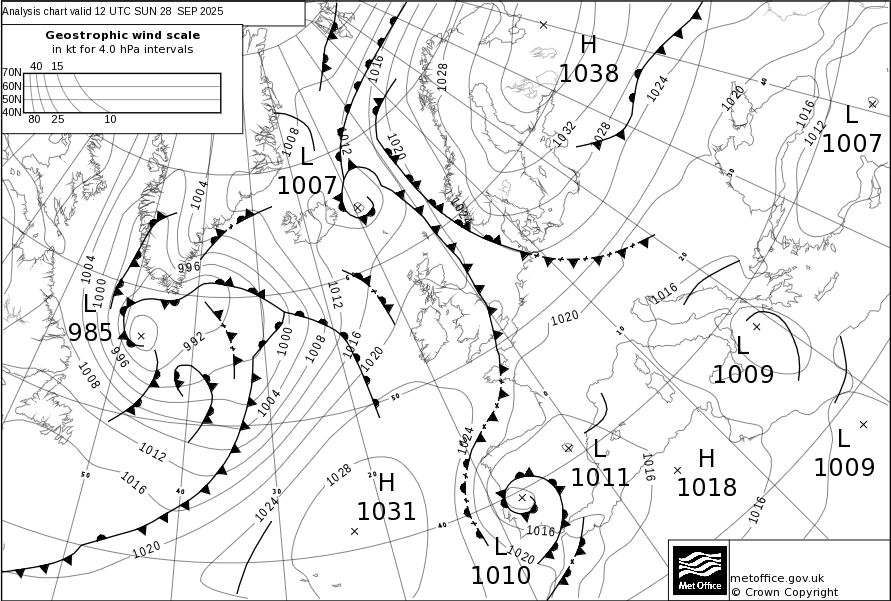 Analysis chart valid 12 UTC SUN 28 SEP 2025
Geostrophic wind scale
in kt for 4.0 hPa intervals
40 15
70N
60N
50N
40N
80 25 10
H
1038
L
1007
L
1007
L
985
L
1009
L
1009
L
1011
H
1018
H
1031
L
1010
1016
1028
1024
1020
1016
1012
1032
1028
1008
1012
1020
1024
1004
996
1004
1000
1012
1016
1020
1016
1020
992
1000
1008
996
1008
1004
1024
1012
1016
1028
1024
1020
1016
1016
1016
1020
40
30
20
10
0
50
50
40
30
20
40
Met Office
metoffice.gov.uk
© Crown Copyright